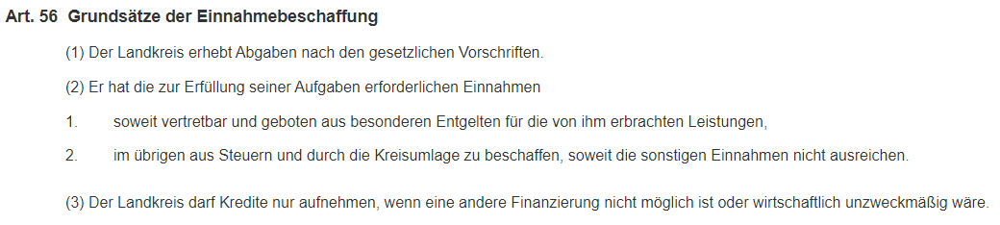 Art. 56 Grundsätze der Einnahmebeschaffung
(1) Der Landkreis erhebt Abgaben nach den gesetzlichen Vorschriften.
(2) Er hat die zur Erfüllung seiner Aufgaben erforderlichen Einnahmen
1. soweit vertretbar und geboten aus besonderen Entgelten für die von ihm erbrachten Leistungen,
2. im übrigen aus Steuern und durch die Kreisumlage zu beschaffen, soweit die sonstigen Einnahmen nicht ausreichen.
(3) Der Landkreis darf Kredite nur aufnehmen, wenn eine andere Finanzierung nicht möglich ist oder wirtschaftlich unzweckmäßig wäre.